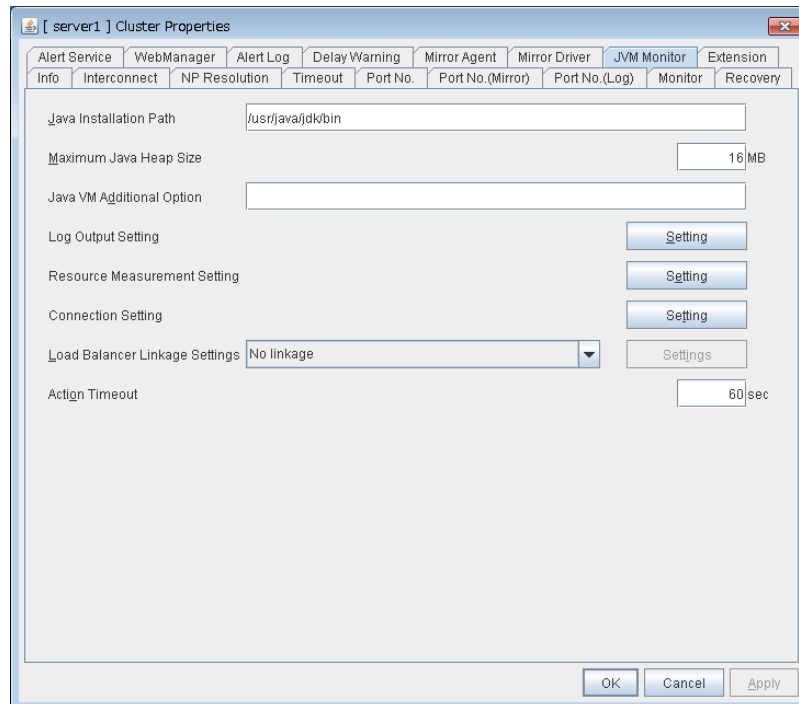 [ server1 ] Cluster Properties
Alert Service WebManager Alert Log Delay Warning Mirror Agent Mirror Driver JVM Monitor Extension
Info Interconnect NP Resolution Timeout Port No. Port No.(Mirror) Port No.(Log) Monitor Recovery
Java Installation Path /usr/java/jdk/bin
Maximum Java Heap Size 16 MB
Java VM Additional Option
Log Output Setting Setting
Resource Measurement Setting Setting
Connection Setting Setting
Load Balancer Linkage Settings No linkage Settings
Action Timeout 60 sec
OK Cancel Apply